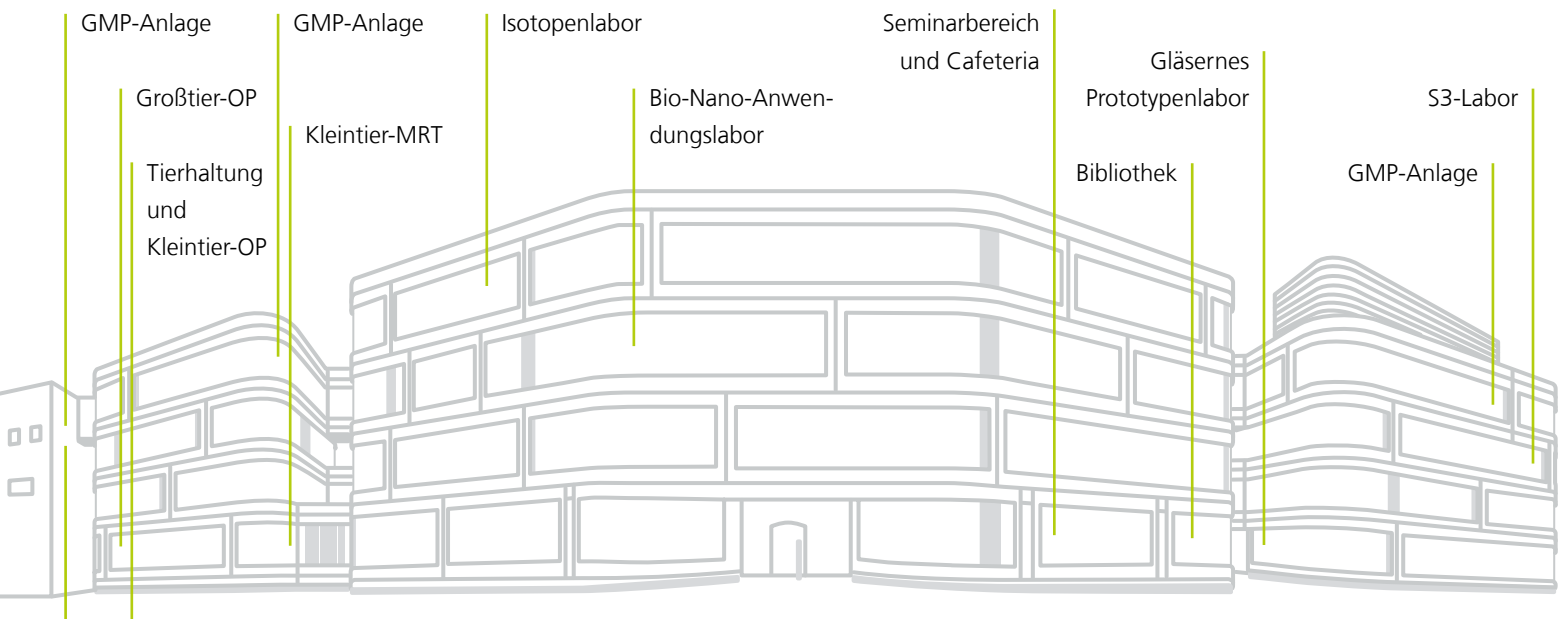 GMP-Anlage
GMP-Anlage
Isotopenlabor
Seminarbereich
und Cafeteria
Gläsernes
Prototypenlabor
Großtier-OP
Bio-Nano-Anwen-
dungslabor
S3-Labor
Kleintier-MRT
Tierhaltung
und
Kleintier-OP
Bibliothek
GMP-Anlage